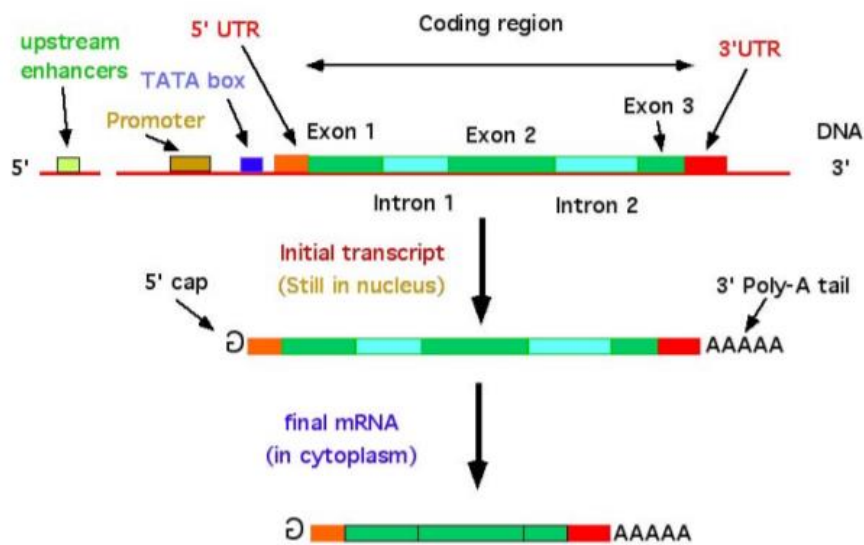 upstream
enhancers
5' UTR
Coding region
3'UTR
TATA box
Promoter
Exon 1
Exon 2
Exon 3
DNA
5'
3'
Intron 1
Intron 2
Initial transcript
(Still in nucleus)
5' cap
3' Poly-A tail
G
AAAAA
final mRNA
(in cytoplasm)
G
AAAAA